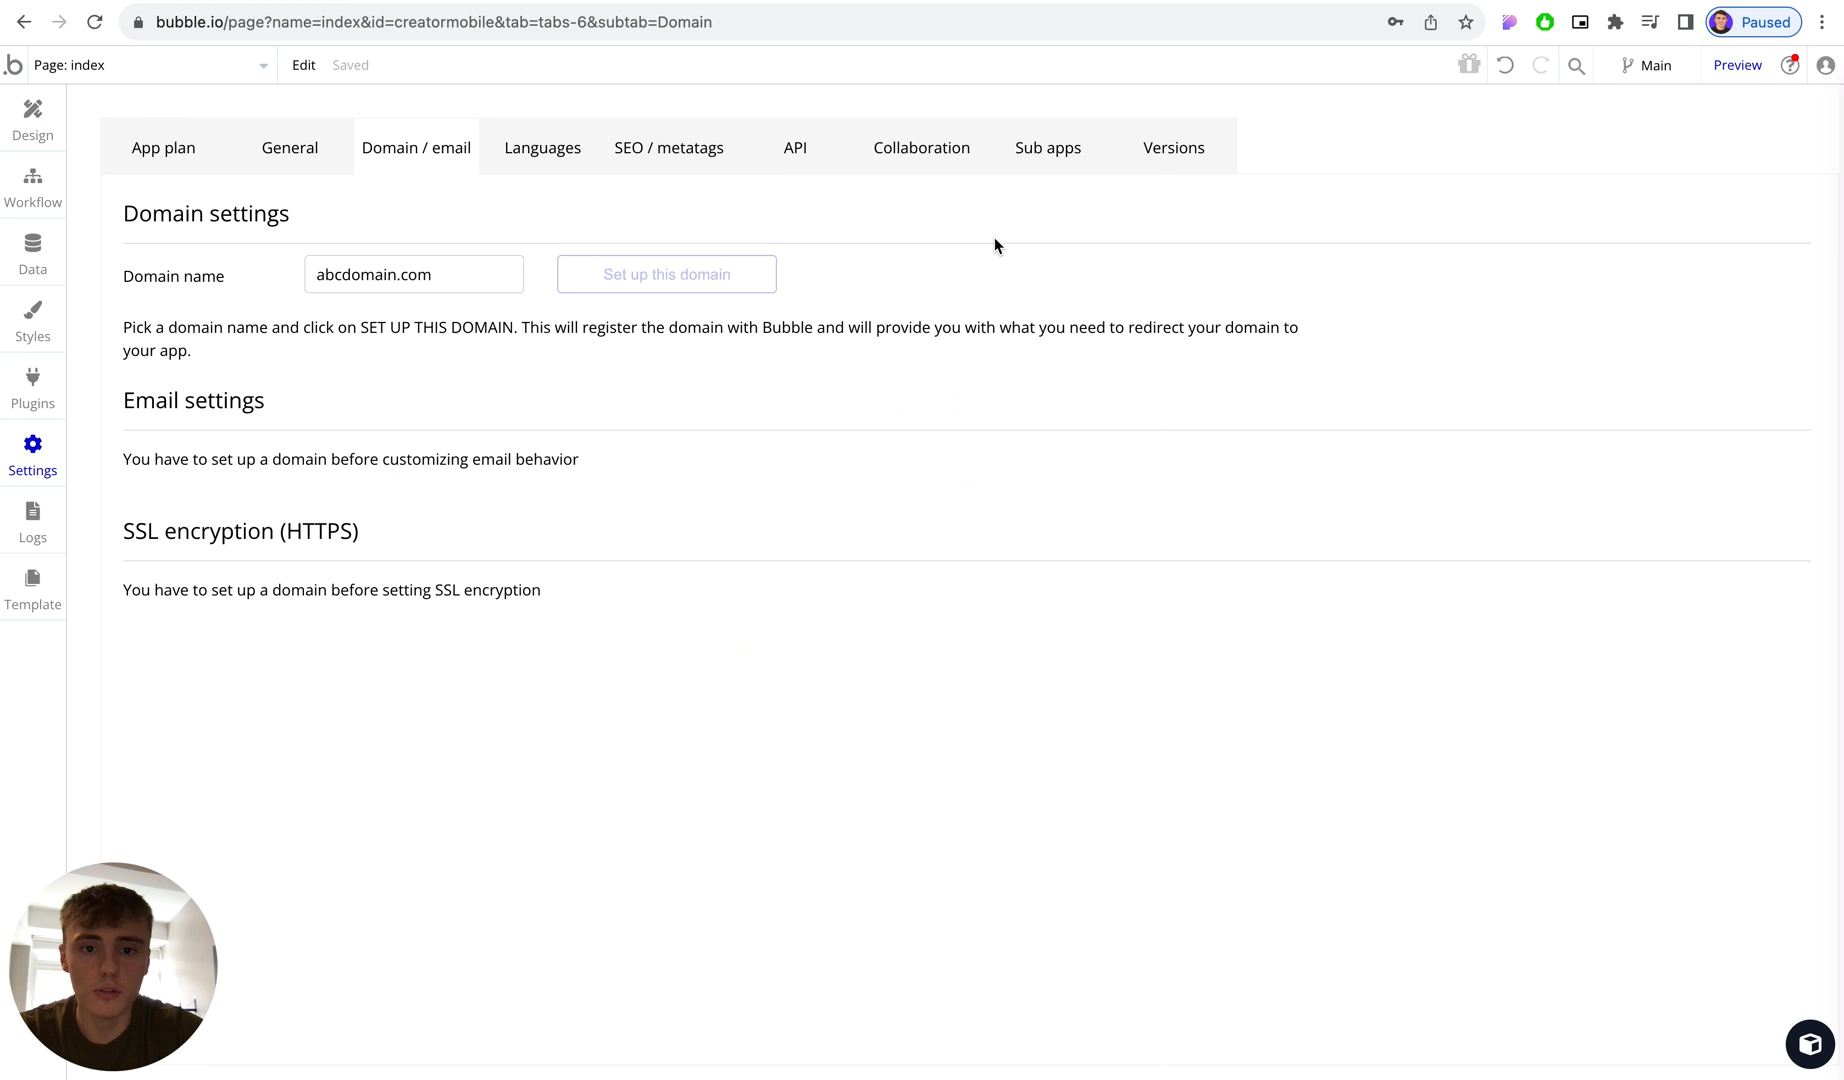 bubble.io/page?name=index&id=creatormobile&tab=tabs-6&subtab=Domain
Paused
.b
Page: index
Edit
Saved
Main
Preview
Design
Workflow
Data
Styles
Plugins
Settings
Logs
Template
App plan
General
Domain / email
Languages
SEO / metatags
API
Collaboration
Sub apps
Versions
Domain settings
Domain name
abcdomain.com
Set up this domain
Pick a domain name and click on SET UP THIS DOMAIN. This will register the domain with Bubble and will provide you with what you need to redirect your domain to
your app.
Email settings
You have to set up a domain before customizing email behavior
SSL encryption (HTTPS)
You have to set up a domain before setting SSL encryption